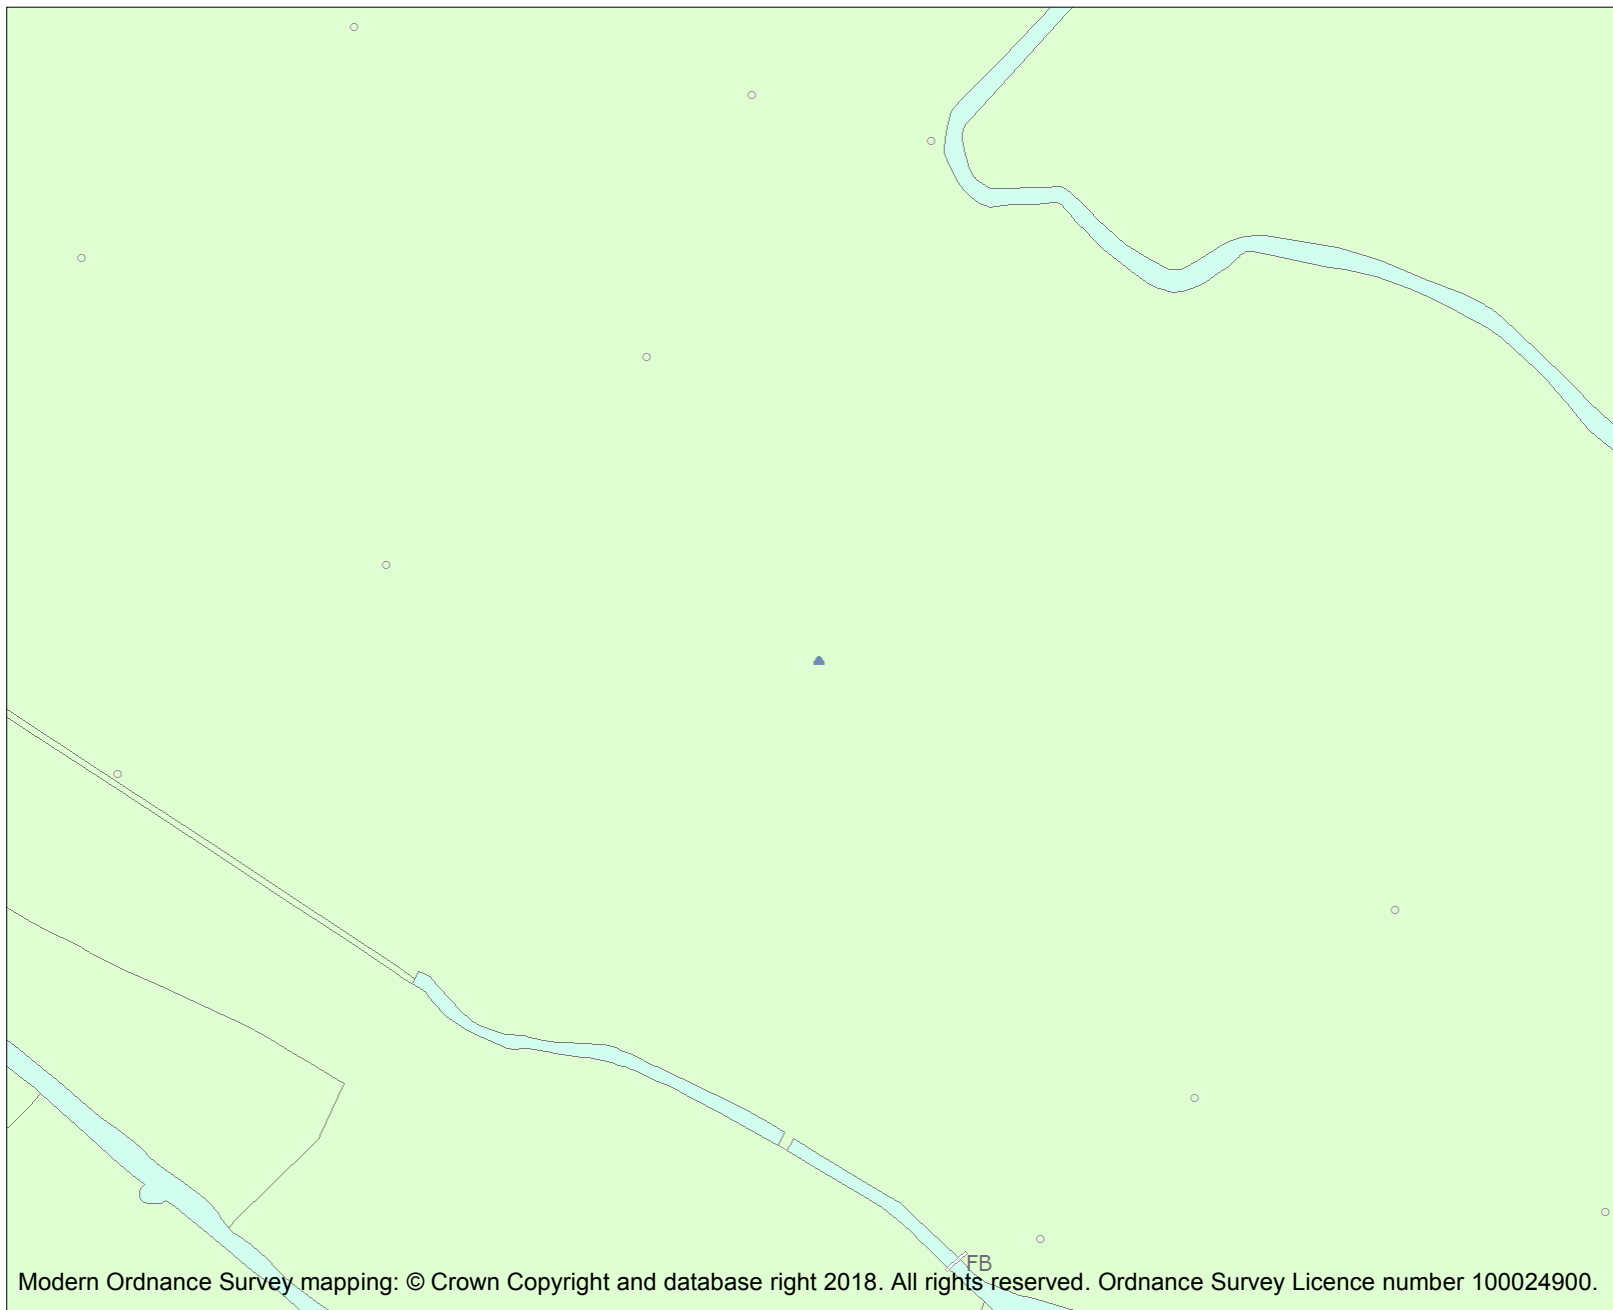 FB
Modern Ordnance Survey mapping: © Crown Copyright and database right 2018. All rights reserved. Ordnance Survey Licence number 100024900.